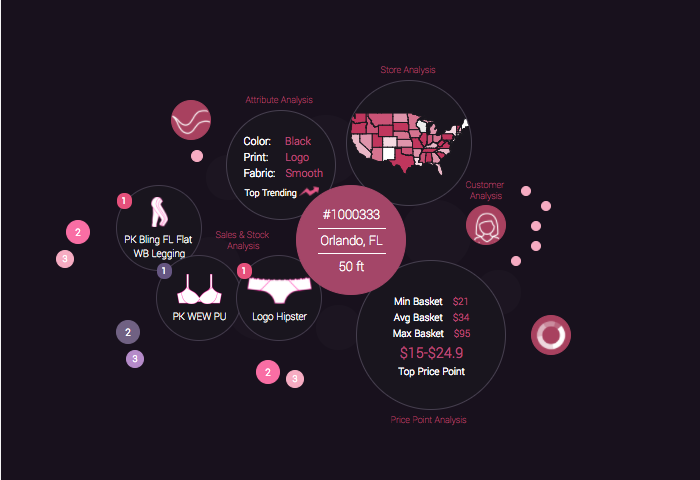 Store Analysis
Attribute Analysis
Color: Black
Print: Logo
Fabric: Smooth
Top Trending
Customer
Analysis
#1000333
Orlando, FL
50 ft
1
PK Bling FL Flat
WB Legging
2
3
Sales & Stock
Analysis
1
PK WEW PU
2
3
1
Logo Hipster
2
3
Min Basket $21
Avg Basket $34
Max Basket $95
$15-$24.9
Top Price Point
Price Point Analysis